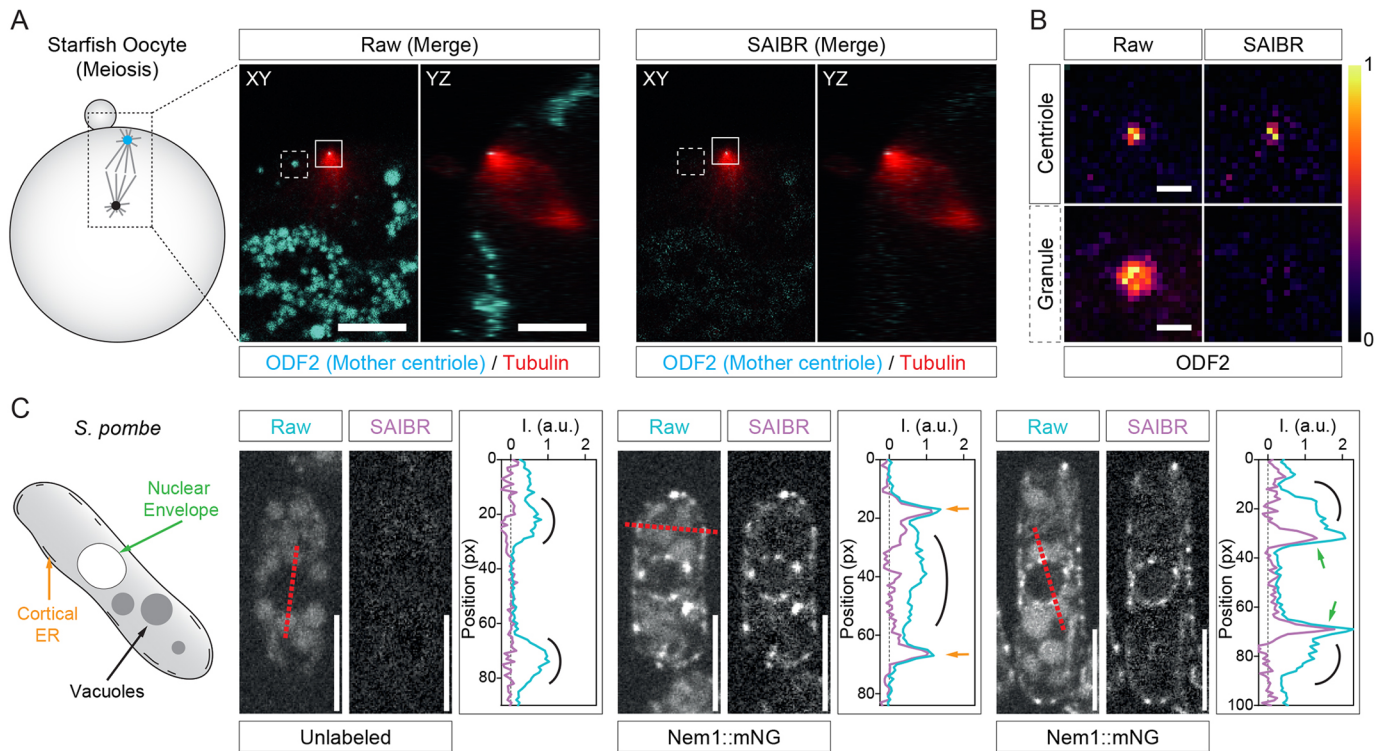 A
Starfish Oocyte
(Meiosis)
Raw (Merge)
SAIBR (Merge)
XY
YZ
XY
YZ
ODF2 (Mother centriole) / Tubulin
ODF2 (Mother centriole) / Tubulin
B
Raw
SAIBR
Centriole
Granule
1
0
ODF2
C
S. pombe
Nuclear
Envelope
Cortical
ER
Vacuoles
Raw
SAIBR
I. (a.u.)
0 1 2
Position (px)
0
20
40
60
80
Unlabeled
Raw
SAIBR
I. (a.u.)
0 1 2
Position (px)
0
20
40
60
80
Nem1::mNG
Raw
SAIBR
I. (a.u.)
0 1 2
Position (px)
0
20
40
60
80
100
Nem1::mNG